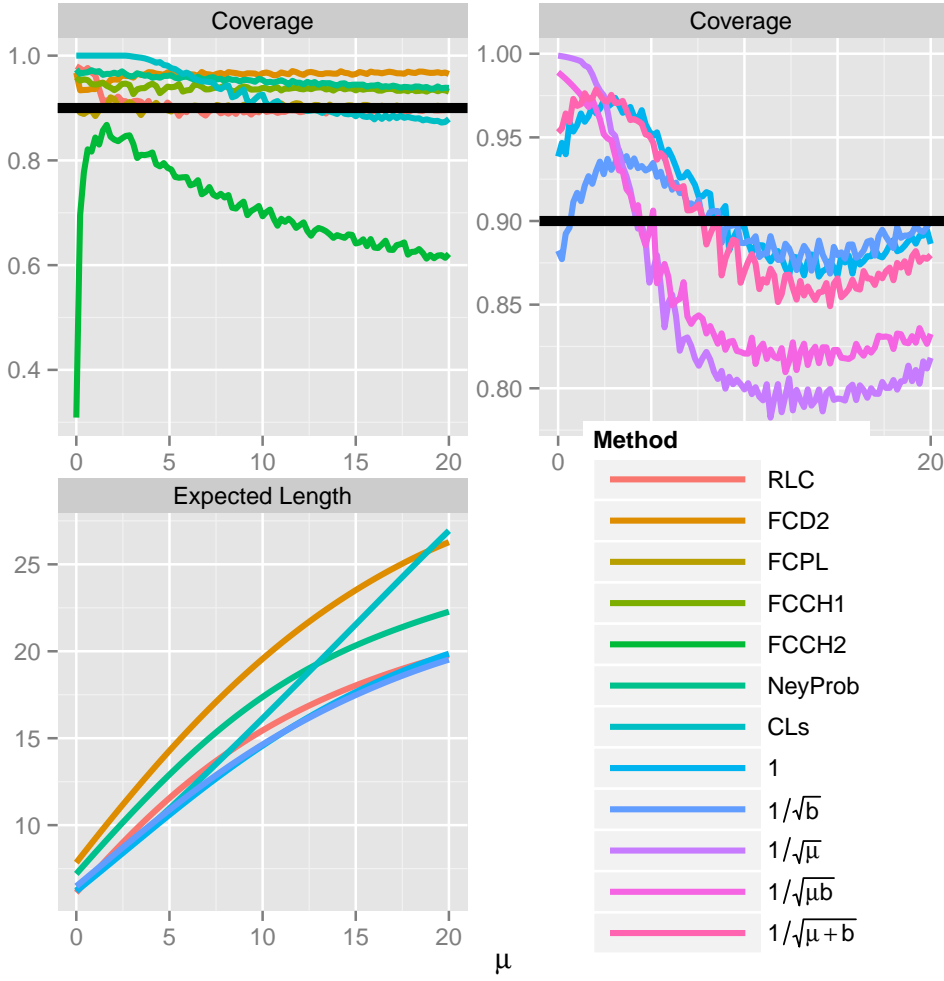 Coverage
1.0
0.8
0.6
0.4
0 5 10 15 20
Coverage
1.00
0.95
0.90
0.85
0.80
0 20
Expected Length
25
20
15
10
0 5 10 15 20
μ
Method
RLC
FCD2
FCPL
FCCH1
FCCH2
NeyProb
CLs
1
1/√b
1/√μ
1/√μb
1/√μ + b